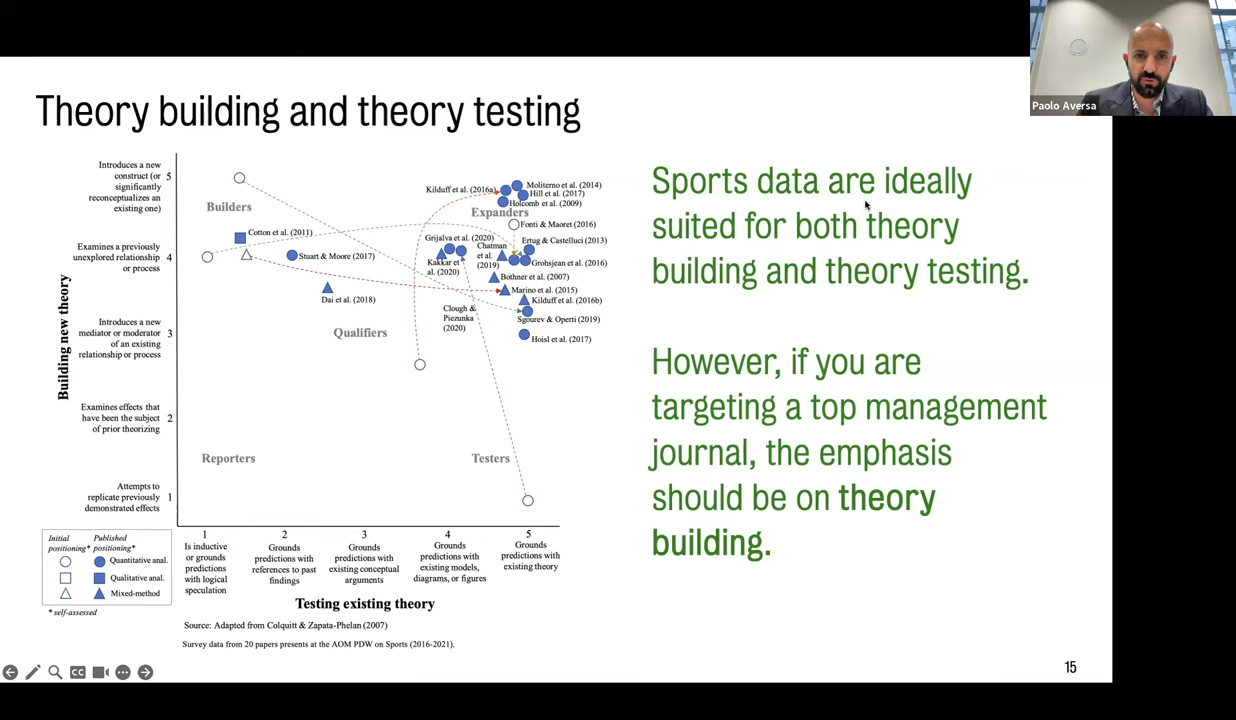 Paolo Aversa
Theory building and theory testing
Building new theory
Introduces a new
construct (or
significantly
reconceptualizes an
existing one)
5
Examines a previously
unexplored relationship
or process
4
Introduces a new
mediator or moderator
of an existing
relationship or process
3
Examines effects that
have been the subject
of prior theorizing
2
Attempts to
replicate previously
demonstrated effects
1
Builders
Expanders
Qualifiers
Reporters
Testers
Cotton et al. (2011)
Stuart & Moore (2017)
Dai et al. (2018)
Kilduff et al. (2016a)
Moliterno et al. (2014)
Hill et al. (2017)
Holcomb et al. (2009)
Fonti & Maoret (2016)
Grijalva et al. (2020)
Kakkar et
al. (2020)
Chatman
et al.
(2019)
Ertug & Castelluci (2013)
Grohsjean et al. (2016)
Bothner et al. (2007)
Marino et al. (2015)
Kilduff et al. (2016b)
Clough &
Piezunka
(2020)
Sgourev & Operti (2019)
Hoisl et al. (2017)
1
Is inductive
or grounds
predictions
with logical
speculation
2
Grounds
predictions with
references to past
findings
3
Grounds
predictions with
existing conceptual
arguments
4
Grounds
predictions with
existing models,
diagrams, or figures
5
Grounds
predictions with
existing theory
Testing existing theory
Initial
positioning*
Published
positioning*
Quantitative anal.
Qualitative anal.
Mixed-method
* self-assessed
Source: Adapted from Colquitt & Zapata-Phelan (2007)
Survey data from 20 papers presents at the AOM PDW on Sports (2016-2021).
Sports data are ideally
suited for both theory
building and theory testing.
However, if you are
targeting a top management
journal, the emphasis
should be on theory
building.
CC
15